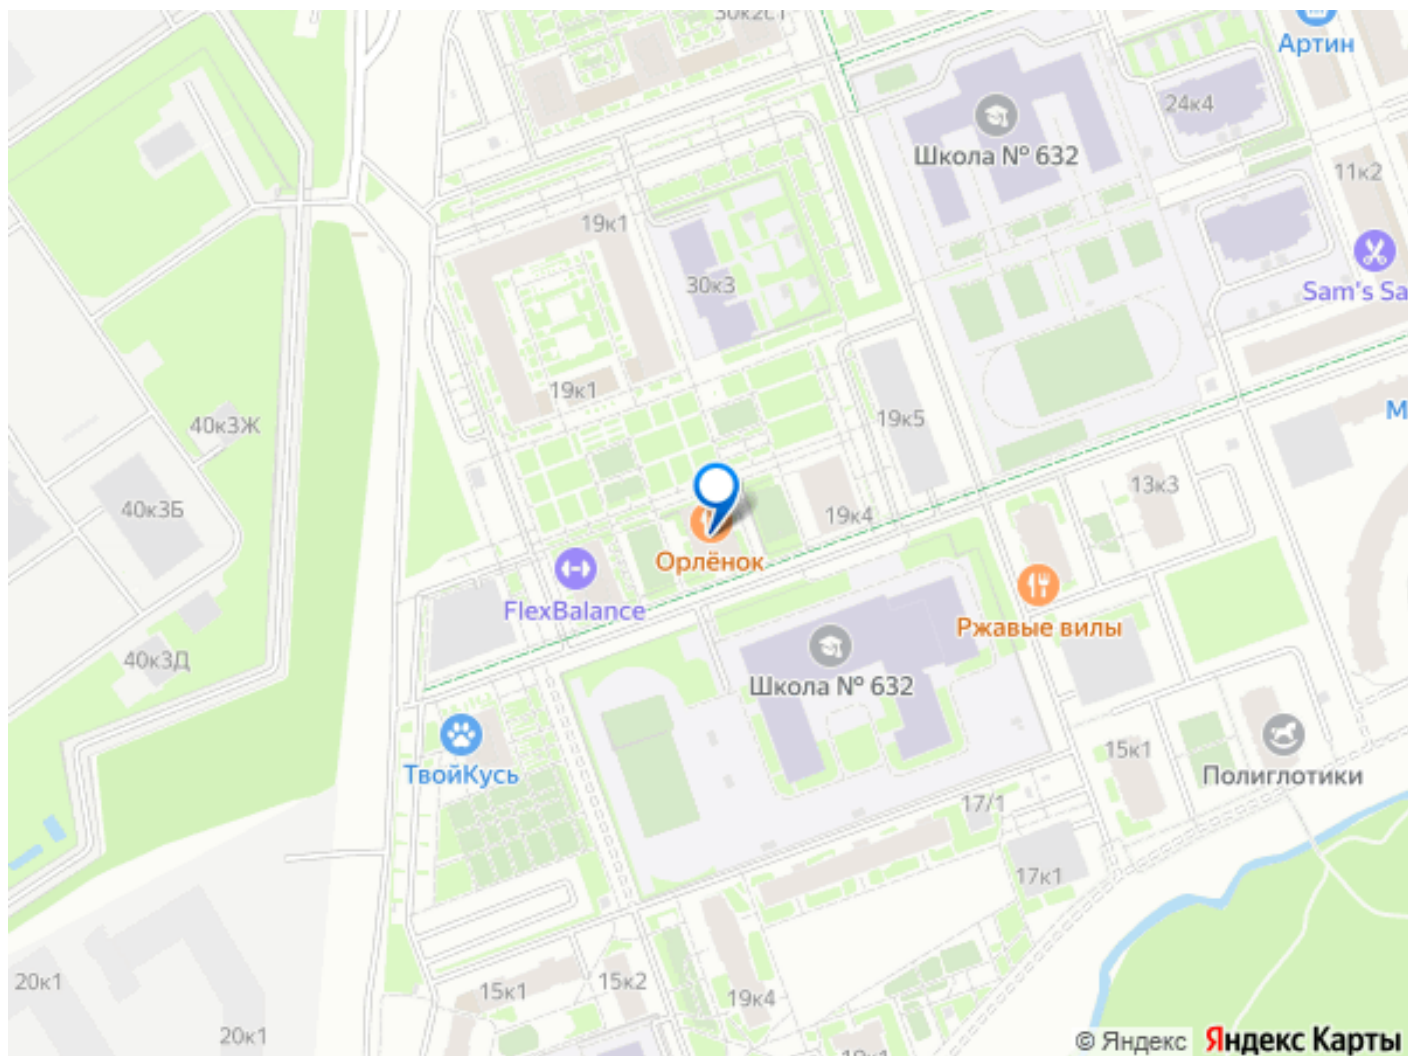 30к2с1
Артин
24к4
Школа № 632
11к2
19к1
30к3
Sam's Sa
19к1
М
19к5
40к3Ж
13к3
40к3Б
19к4
Орлёнок
FlexBalance
Ржавые вилы
40к3Д
Школа № 632
ТвойКусь
15к1
Полиглотики
17/1
17к1
20к1
15к1
15к2
19к4
20к1
19к1
© Яндекс Яндекс Карты